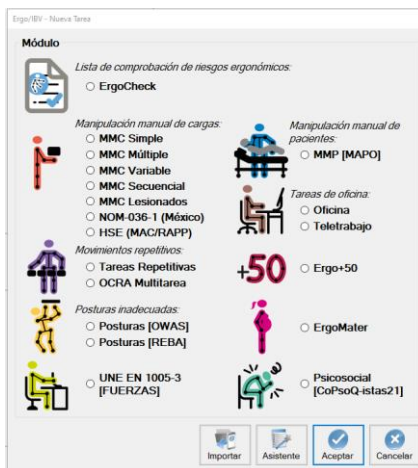 Ergo/IBV - Nueva Tarea
Módulo
Lista de comprobación de riesgos ergonómicos:
ErgoCheck
Manipulación manual de cargas:
MMC Simple
MMC Múltiple
MMC Variable
MMC Secuencial
MMC Lesionados
NOM-036-1 (México)
HSE (MAC/RAPP)
Movimientos repetitivos:
Tareas Repetitivas
OCRA Multitarea
Posturas inadecuadas:
Posturas [OWAS]
Posturas [REBA]
UNE EN 1005-3
[FUERZAS]
Manipulación manual de
pacientes:
MMP [MAPO]
Tareas de oficina:
Oficina
Teletrabajo
+50
Ergo+50
ErgoMater
Psicosocial
[CoPsoQ-istas21]
Importar
Asistente
Aceptar
Cancelar